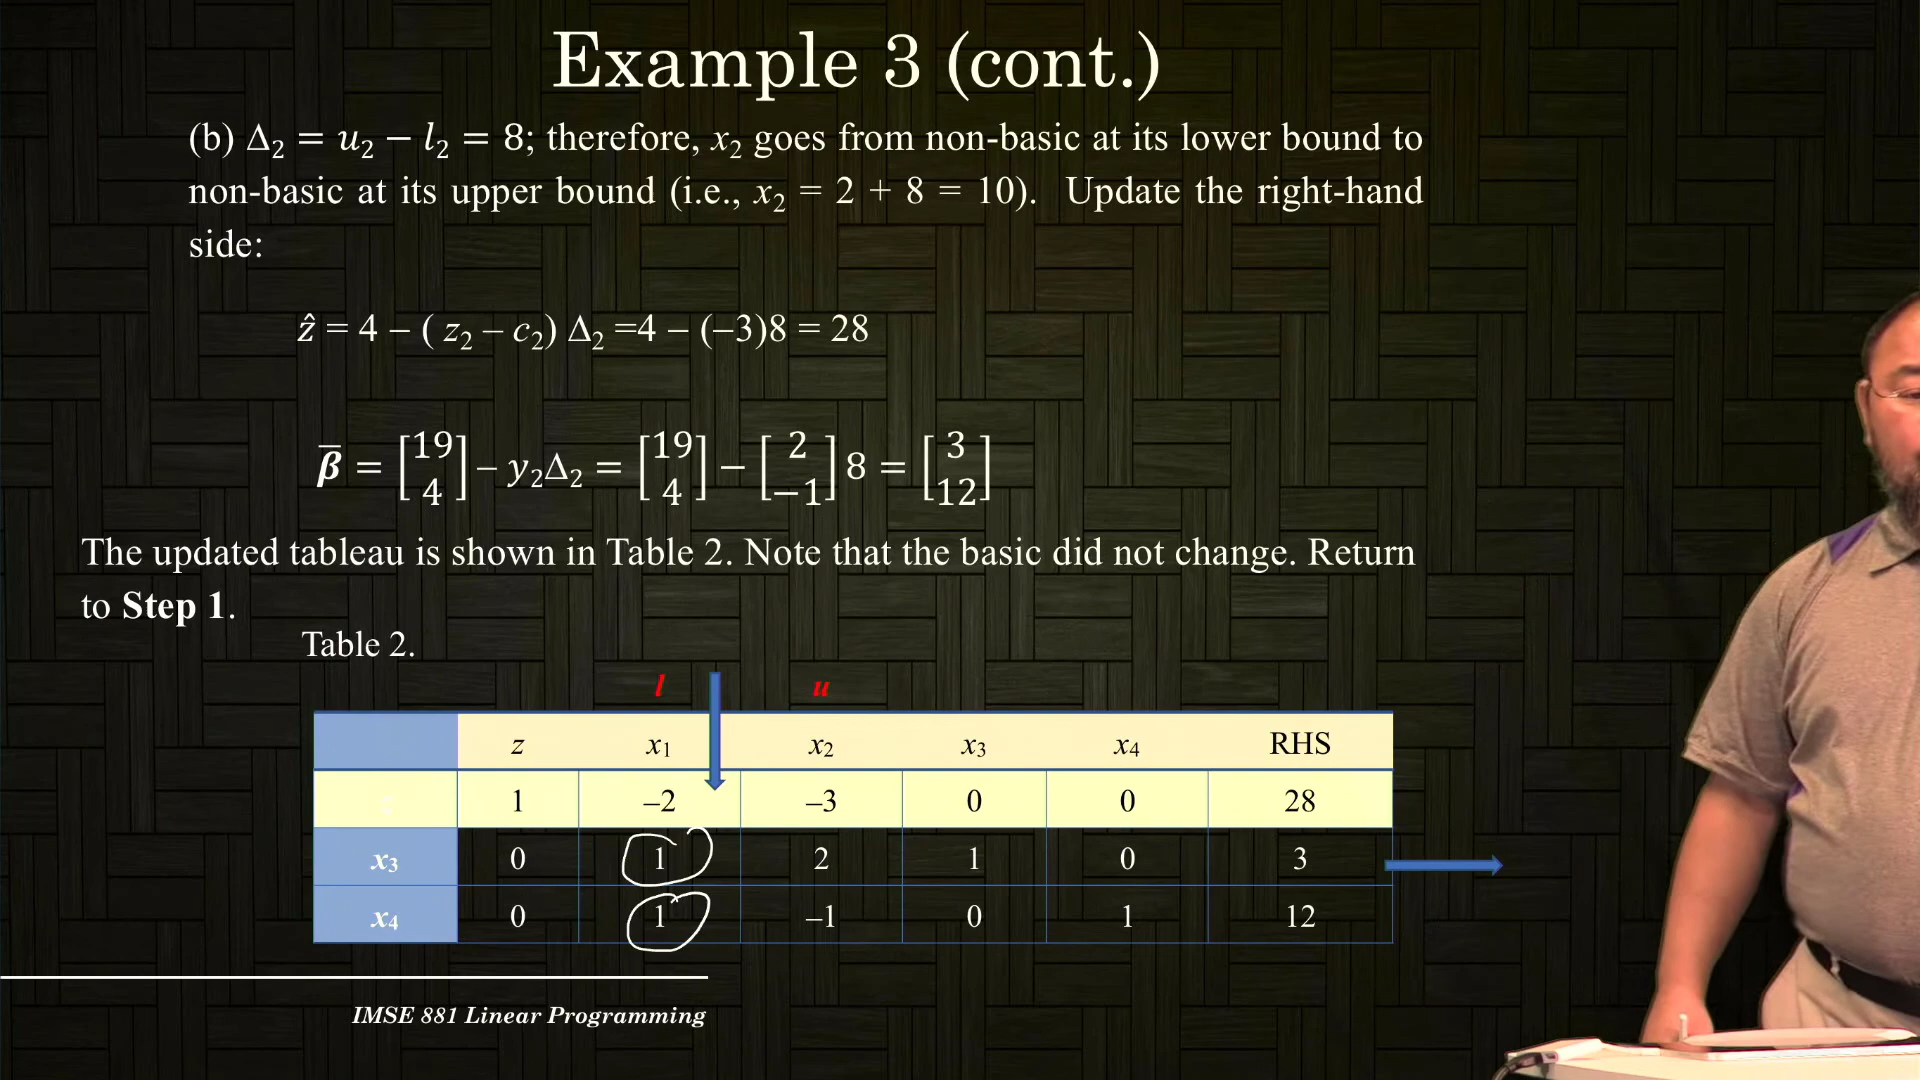 Example 3 (cont.)
(b) Δ₂ = u₂ − l₂ = 8; therefore, x₂ goes from non-basic at its lower bound to
non-basic at its upper bound (i.e., x₂ = 2 + 8 = 10). Update the right-hand
side:
ẑ = 4 – ( z₂ – c₂) Δ₂ =4 – (–3)8 = 28
β̅ = [19 4] – y₂Δ₂ = [19 4] − [2 −1] 8 = [3 12]
The updated tableau is shown in Table 2. Note that the basic did not change. Return
to Step 1.
Table 2.
l u
z x₁ x₂ x₃ x₄ RHS
1 –2 –3 0 0 28
x₃ 0 1 2 1 0 3
x₄ 0 1 –1 0 1 12
IMSE 881 Linear Programming